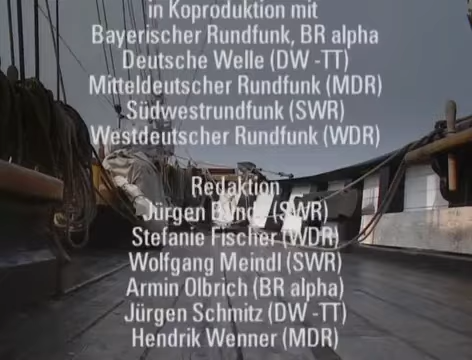 in Koproduktion mit
Bayerischer Rundfunk, BR alpha
Deutsche Welle (DW -TT)
Mitteldeutscher Rundfunk (MDR)
Südwestrundfunk (SWR)
Westdeutscher Rundfunk (WDR)
Redaktion
Jürgen (SWR)
Stefanie Fischer (WDR)
Wolfgang Meindl (SWR)
Armin Olbrich (BR alpha)
Jürgen Schmitz (DW -TT)
Hendrik Wenner (MDR)